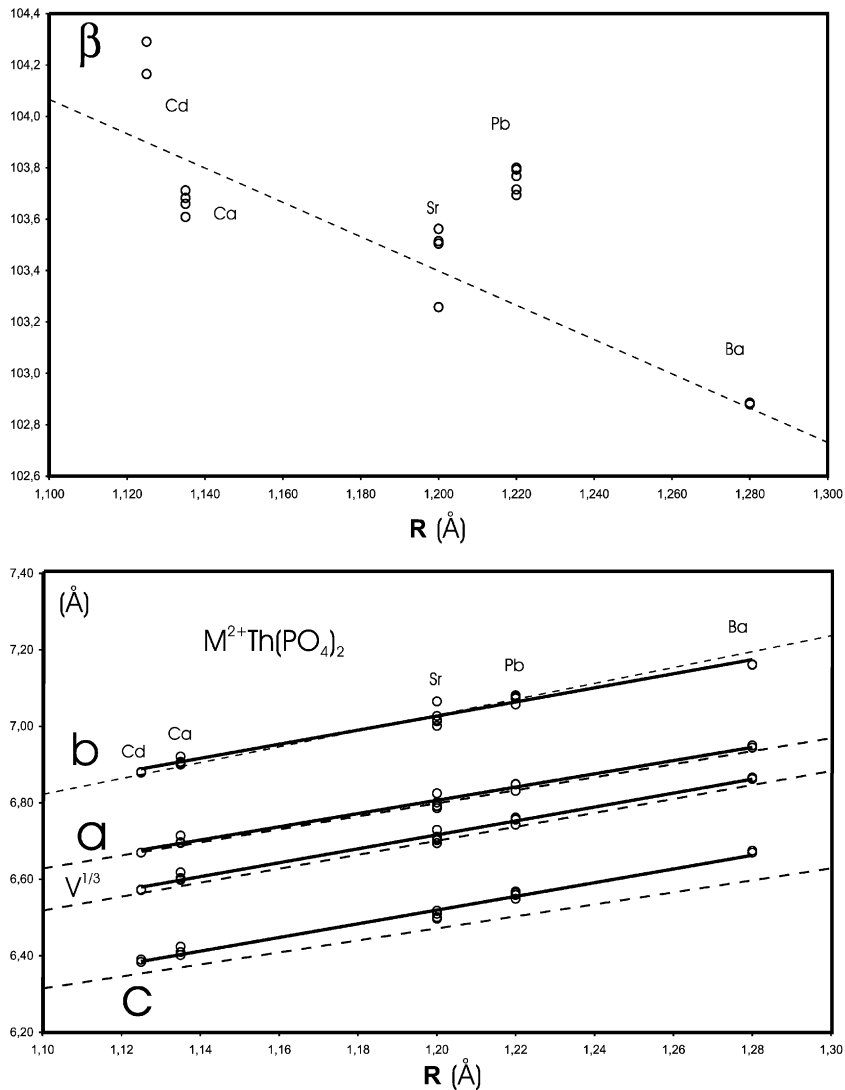 104,4
β
104,2
Cd
104,0
Pb
103,8
Ca
Sr
103,6
103,4
103,2
Ba
103,0
102,8
102,6
1,100 1,120 1,140 1,160 1,180 1,200 1,220 1,240 1,260 1,280 1,300
R (Å)
7,40
(Å)
M²⁺Th(PO₄)₂
Ba
7,20
Sr Pb
Cd Ca
b
7,00
a
6,80
V¹ᐟ³
6,60
6,40
c
6,20
1,10 1,12 1,14 1,16 1,18 1,20 1,22 1,24 1,26 1,28 1,30
R (Å)